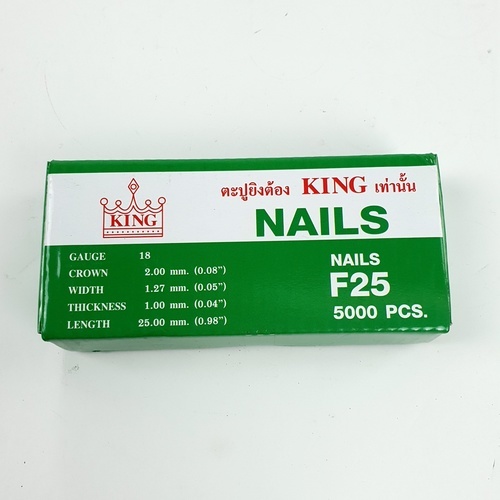 ตะปูยิงต้อง KING เท่านั้น
KING
NAILS
GAUGE 18
CROWN 2.00 mm. (0.08")
WIDTH 1.27 mm. (0.05")
THICKNESS 1.00 mm. (0.04")
LENGTH 25.00 mm. (0.98")
NAILS
F25
5000 PCS.